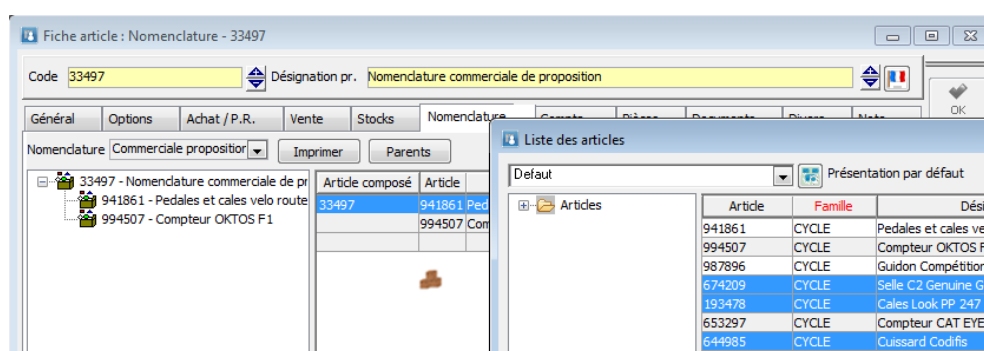 Fiche article : Nomenclature - 33497
Code 33497 Désignation pr. Nomenclature commerciale de proposition
OK
Général Options Achat / P.R. Vente Stocks Nomenclature
Nomenclature Commerciale propositior Imprimer Parents
33497 - Nomenclature commerciale de pr
941861 - Pedales et cales velo route
994507 - Compteur OKTOS F1
Article composé Article
33497 941861 Ped
994507 Com
Liste des articles
Defaut Présentation par défaut
Articles
Article Famille Dési
941861 CYCLE Pedales et cales ve
994507 CYCLE Compteur OKTOS F
987896 CYCLE Guidon Compétition
674209 CYCLE Selle C2 Genuine G
193478 CYCLE Cales Look PP 247
653297 CYCLE Compteur CAT EYE
644985 CYCLE Cuissard Codifis